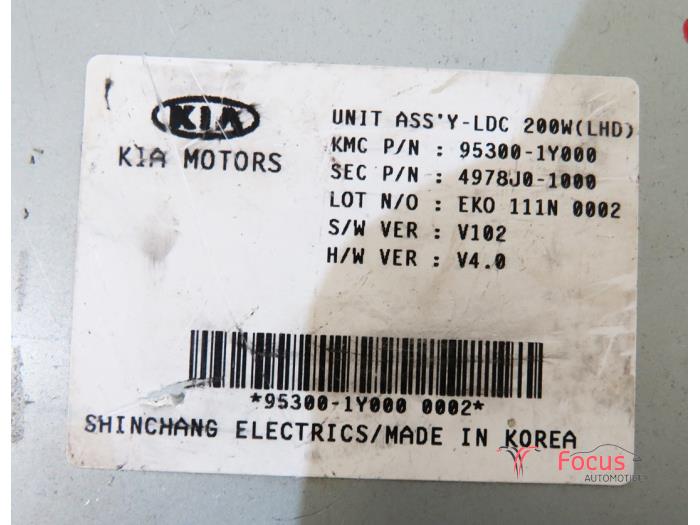 KIA
KIA MOTORS
UNIT ASS'Y-LDC 200W(LHD)
KMC P/N : 95300-1Y000
SEC P/N : 4978J0-1000
LOT N/O : EKO 111N 0002
S/W VER : V102
H/W VER : V4.0
*95300-1Y000 0002*
SHINCHANG ELECTRICS/MADE IN KOREA
Focus
AUTOMOTIVE